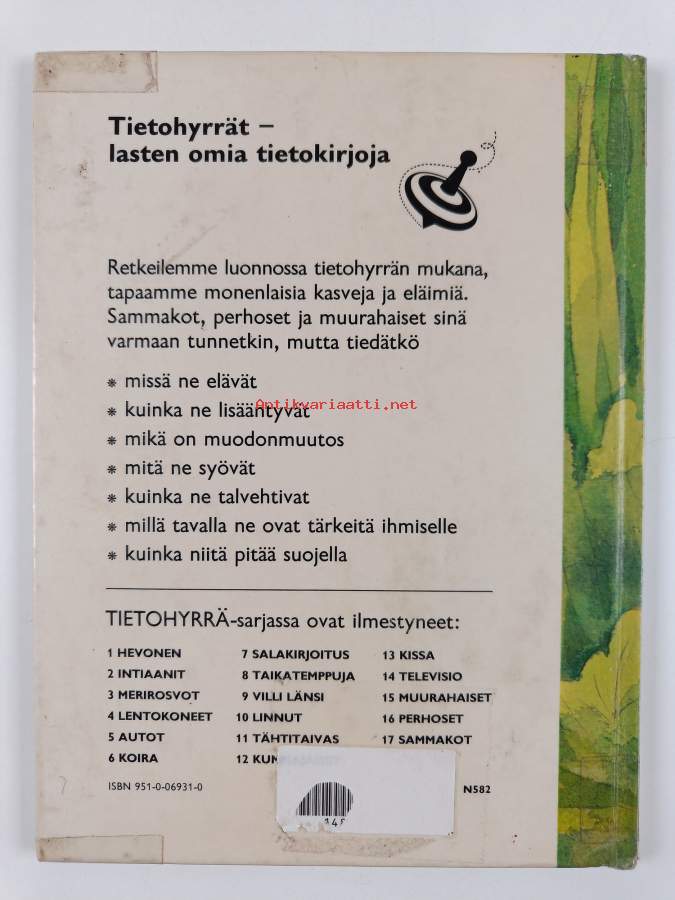 Tietohyrrät –
lasten omia tietokirjoja
Retkeilemme luonnossa tietohyrrän mukana,
tapaamme monenlaisia kasveja ja eläimiä.
Sammakot, perhoset ja muurahaiset sinä
varmaan tunnetkin, mutta tiedätkö
* missä ne elävät
* kuinka ne lisääntyvät
Antikvariaatti.net
* mikä on muodonmuutos
* mitä ne syövät
* kuinka ne talvehtivat
* millä tavalla ne ovat tärkeitä ihmiselle
* kuinka niitä pitää suojella
TIETOHYRRÄ-sarjassa ovat ilmestyneet:
1 HEVONEN
2 INTIAANIT
3 MERIROSVOT
4 LENTOKONEET
5 AUTOT
6 KOIRA
7 SALAKIRJOITUS
8 TAIKATEMPPUJA
9 VILLI LÄNSI
10 LINNUT
11 TÄHTITAIVAS
12
13 KISSA
14 TELEVISIO
15 MUURAHAISET
16 PERHOSET
17 SAMMAKOT
ISBN 951-0-06931-0
N582